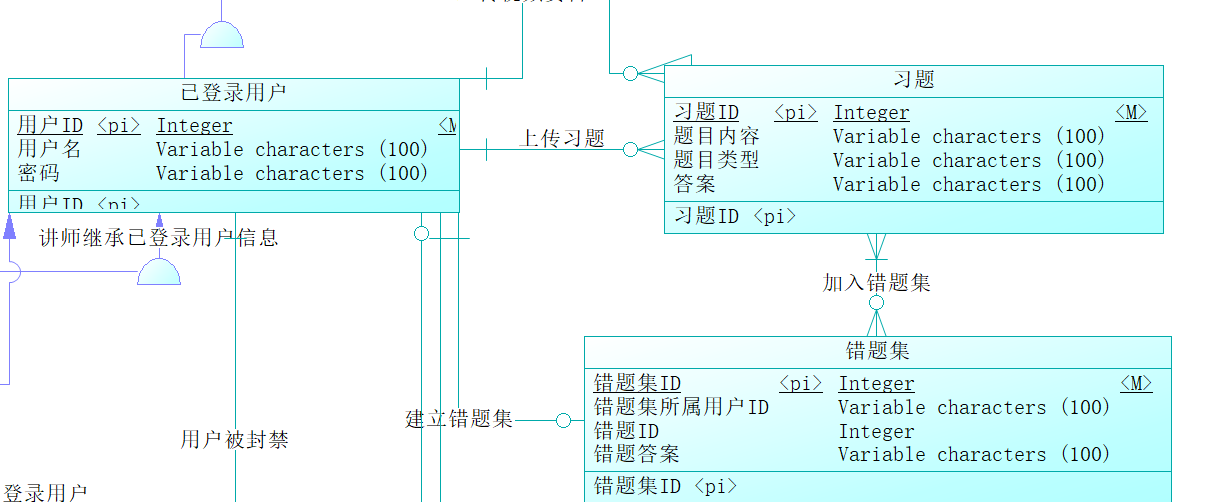 已登录用户
用户ID <pi> Integer
用户名 Variable characters (100)
密码 Variable characters (100)
用户ID <pi>
上传习题
习题
习题ID <pi> Integer <M>
题目内容 Variable characters (100)
题目类型 Variable characters (100)
答案 Variable characters (100)
习题ID <pi>
讲师继承已登录用户信息
加入错题集
错题集
错题集ID <pi> Integer <M>
错题集所属用户ID Variable characters (100)
错题ID Integer
错题答案 Variable characters (100)
错题集ID <pi>
建立错题集
用户被封禁
登录用户